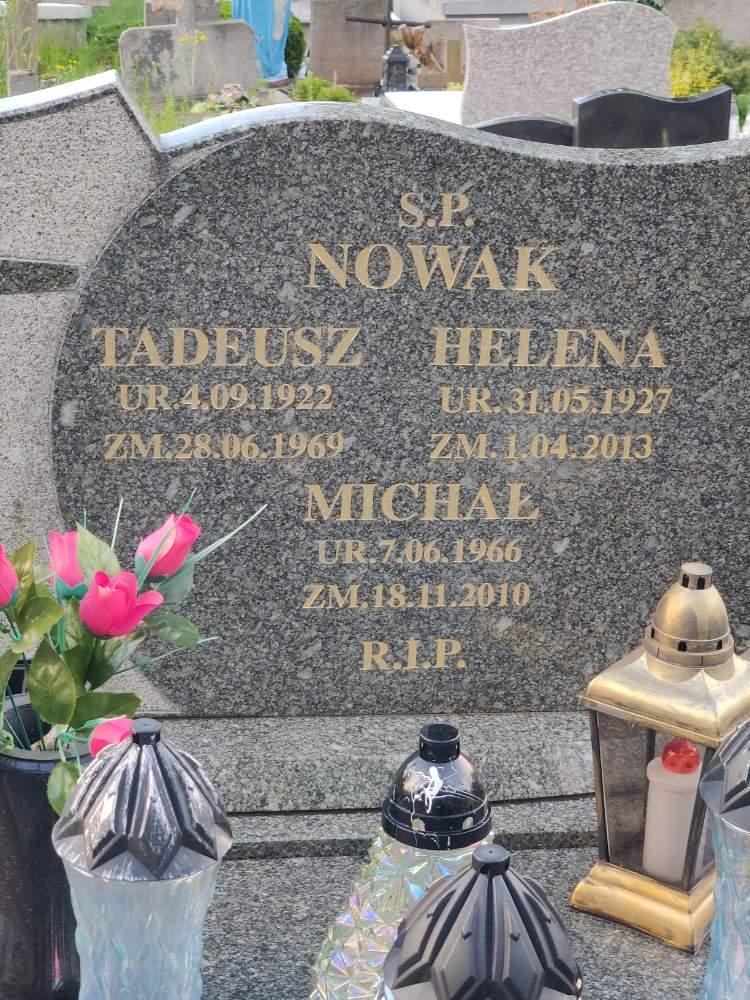 Ś.P.
NOWAK
TADEUSZ HELENA
UR.4.09.1922 UR.31.05.1927
ZM.28.06.1969 ZM.1.04.2013
MICHAŁ
UR.7.06.1966
ZM.18.11.2010
R.I.P.